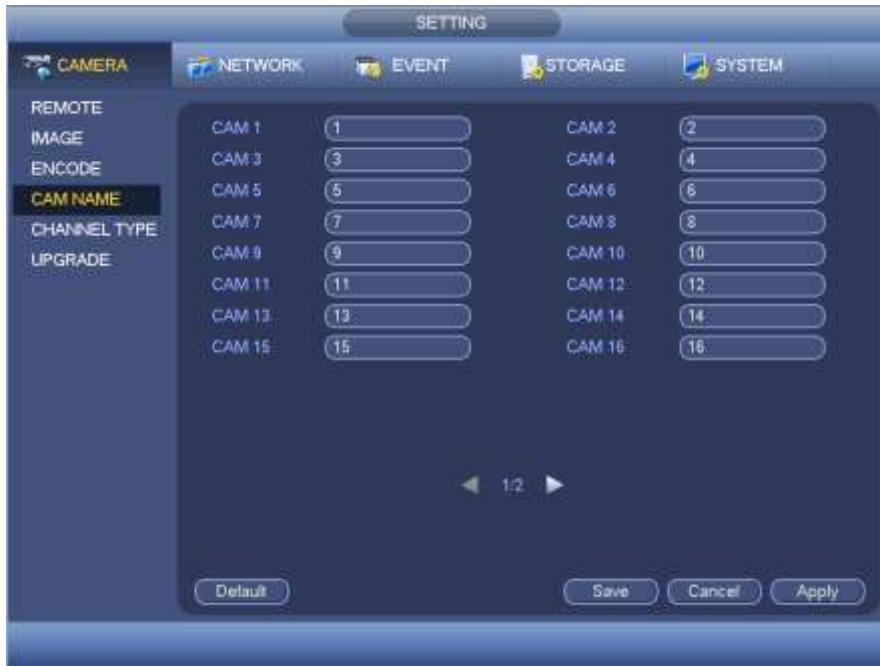 SETTING
CAMERA NETWORK EVENT STORAGE SYSTEM
REMOTE
IMAGE
ENCODE
CAM NAME
CHANNEL TYPE
UPGRADE
CAM 1 1 CAM 2 2
CAM 3 3 CAM 4 4
CAM 5 5 CAM 6 6
CAM 7 7 CAM 8 8
CAM 9 9 CAM 10 10
CAM 11 11 CAM 12 12
CAM 13 13 CAM 14 14
CAM 15 15 CAM 16 16
1/2
Default Save Cancel Apply